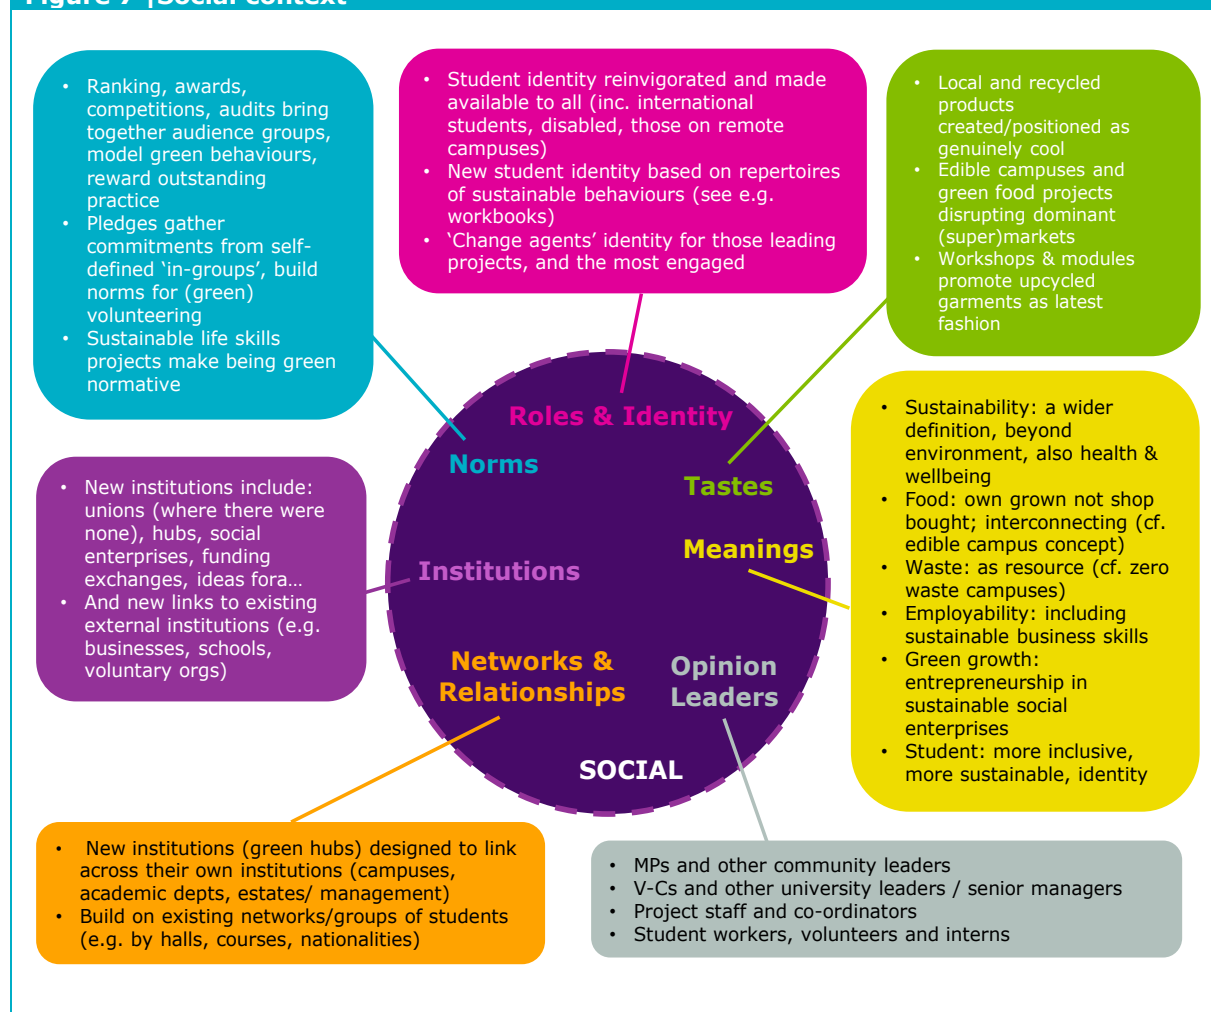 Figure 7 |Social context
• Ranking, awards,
competitions, audits bring
together audience groups,
model green behaviours,
reward outstanding
practice
• Pledges gather
commitments from self-
defined ‘in-groups’, build
norms for (green)
volunteering
• Sustainable life skills
projects make being green
normative
• Student identity reinvigorated and made
available to all (inc. international
students, disabled, those on remote
campuses)
• New student identity based on repertoires
of sustainable behaviours (see e.g.
workbooks)
• ‘Change agents’ identity for those leading
projects, and the most engaged
• Local and recycled
products
created/positioned as
genuinely cool
• Edible campuses and
green food projects
disrupting dominant
(super)markets
• Workshops & modules
promote upcycled
garments as latest
fashion
Roles & Identity
Norms
Tastes
Meanings
Institutions
Networks &
Relationships
Opinion
Leaders
SOCIAL
• New institutions include:
unions (where there were
none), hubs, social
enterprises, funding
exchanges, ideas fora…
• And new links to existing
external institutions (e.g.
businesses, schools,
voluntary orgs)
• Sustainability: a wider
definition, beyond
environment, also health &
wellbeing
• Food: own grown not shop
bought; interconnecting (cf.
edible campus concept)
• Waste: as resource (cf. zero
waste campuses)
• Employability: including
sustainable business skills
• Green growth:
entrepreneurship in
sustainable social
enterprises
• Student: more inclusive,
more sustainable, identity
• New institutions (green hubs) designed to link
across their own institutions (campuses,
academic depts, estates/ management)
• Build on existing networks/groups of students
(e.g. by halls, courses, nationalities)
• MPs and other community leaders
• V-Cs and other university leaders / senior managers
• Project staff and co-ordinators
• Student workers, volunteers and interns